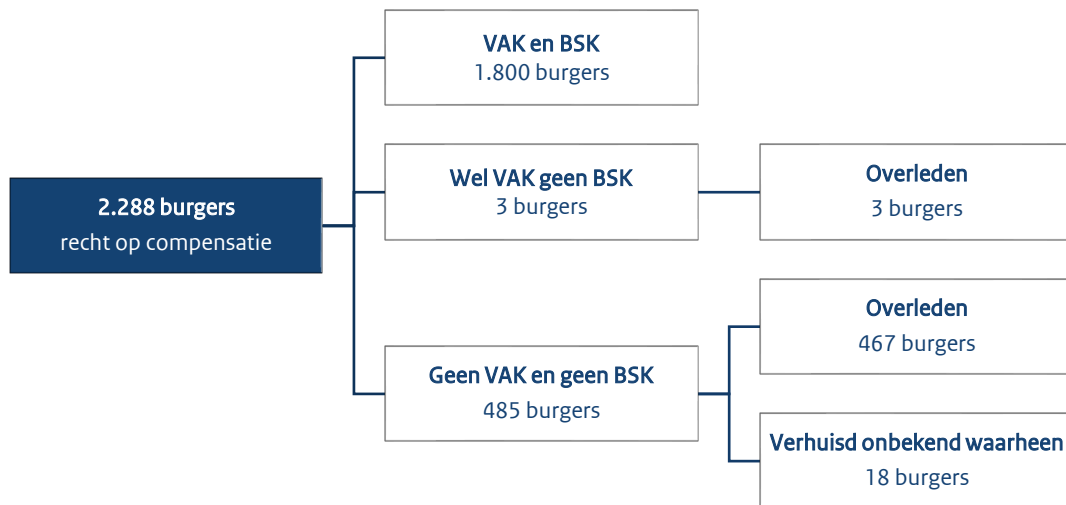 2.288 burgers
recht op compensatie
VAK en BSK
1.800 burgers
Wel VAK geen BSK
3 burgers
Overleden
3 burgers
Geen VAK en geen BSK
485 burgers
Overleden
467 burgers
Verhuisd onbekend waarheen
18 burgers